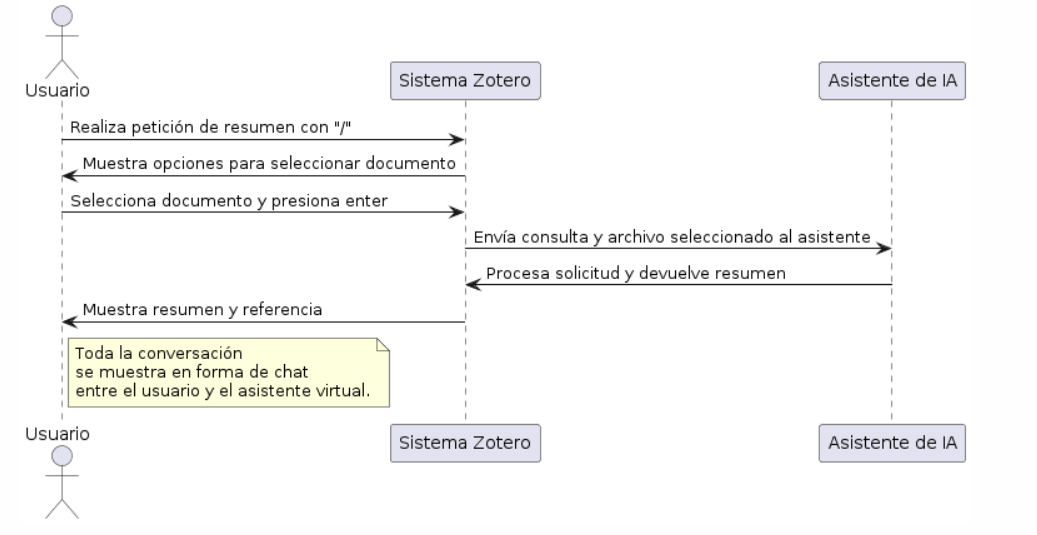 Usuario
Sistema Zotero
Asistente de IA
Realiza petición de resumen con "/"
Muestra opciones para seleccionar documento
Selecciona documento y presiona enter
Envía consulta y archivo seleccionado al asistente
Procesa solicitud y devuelve resumen
Muestra resumen y referencia
Toda la conversación
se muestra en forma de chat
entre el usuario y el asistente virtual.
Usuario
Sistema Zotero
Asistente de IA